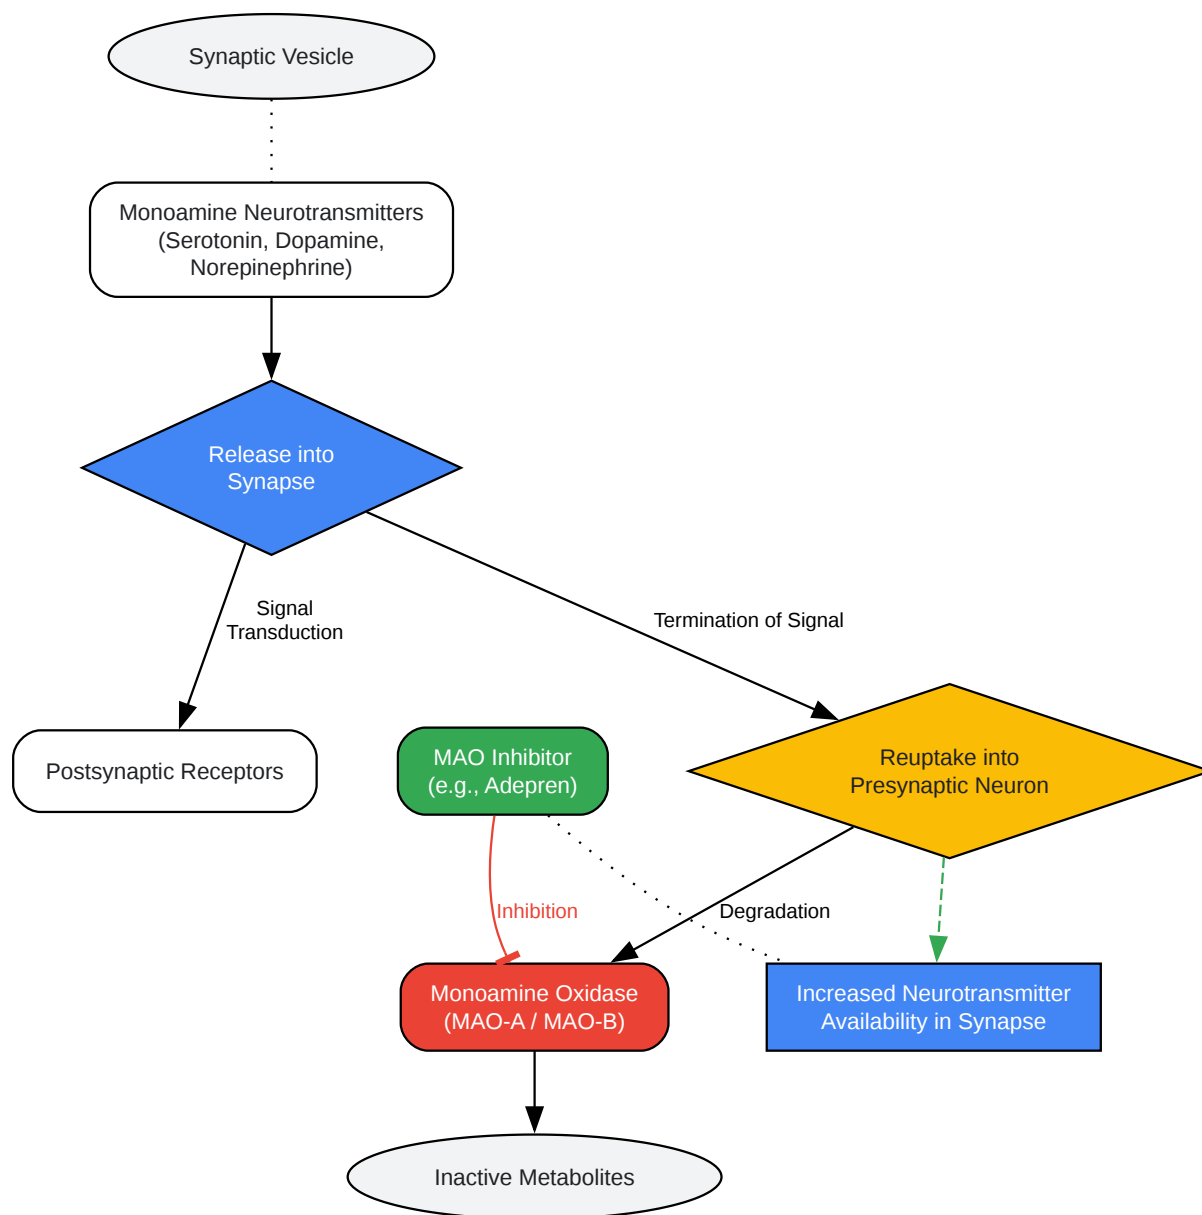 Synaptic Vesicle
Monoamine Neurotransmitters
(Serotonin, Dopamine,
Norepinephrine)
Release into
Synapse
Signal
Transduction
Termination of Signal
Postsynaptic Receptors
MAO Inhibitor
(e.g., Adepren)
Reuptake into
Presynaptic Neuron
Inhibition
Degradation
Monoamine Oxidase
(MAO-A / MAO-B)
Increased Neurotransmitter
Availability in Synapse
Inactive Metabolites